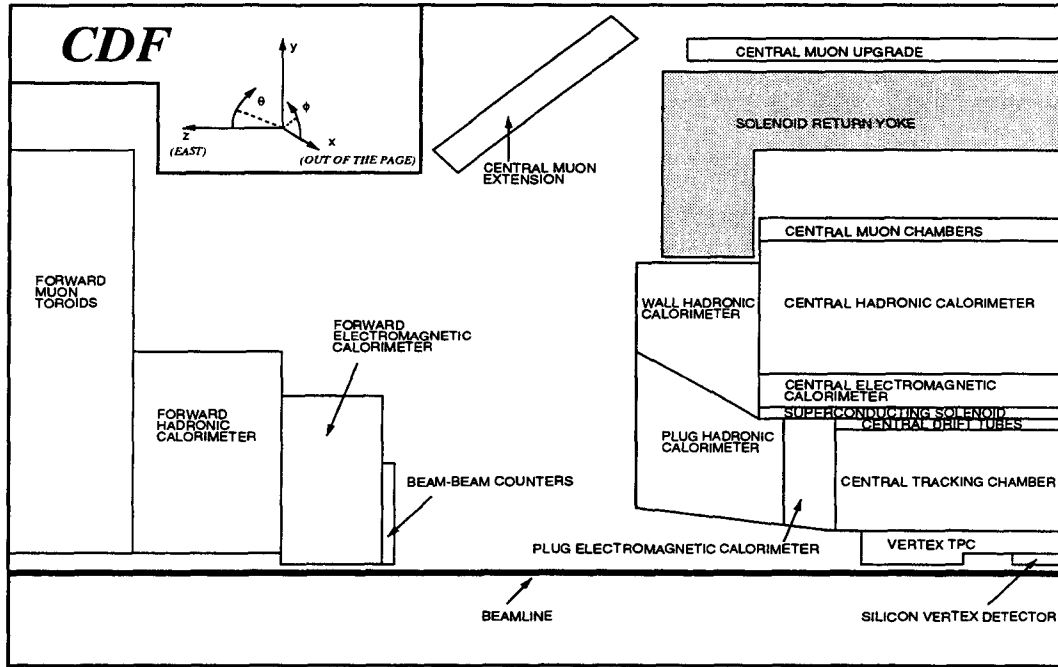 CDF
y
θ
φ
z
x
(EAST)
(OUT OF THE PAGE)
CENTRAL MUON
EXTENSION
CENTRAL MUON UPGRADE
SOLENOID RETURN YOKE
CENTRAL MUON CHAMBERS
FORWARD
MUON
TOROIDS
WALL HADRONIC
CALORIMETER
CENTRAL HADRONIC CALORIMETER
FORWARD
ELECTROMAGNETIC
CALORIMETER
CENTRAL ELECTROMAGNETIC
CALORIMETER
SUPERCONDUCTING SOLENOID
CENTRAL DRIFT TUBES
FORWARD
HADRONIC
CALORIMETER
PLUG HADRONIC
CALORIMETER
BEAM-BEAM COUNTERS
CENTRAL TRACKING CHAMBER
PLUG ELECTROMAGNETIC CALORIMETER
VERTEX TPC
BEAMLINE
SILICON VERTEX DETECTOR